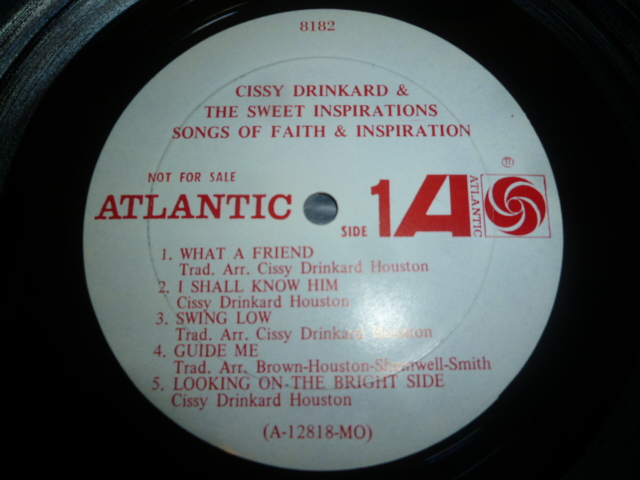 8182
CISSY DRINKARD &
THE SWEET INSPIRATIONS
SONGS OF FAITH & INSPIRATION
NOT FOR SALE
ATLANTIC
SIDE 1
ATLANTIC
1. WHAT A FRIEND
Trad. Arr. Cissy Drinkard Houston
2. I SHALL KNOW HIM
Cissy Drinkard Houston
3. SWING LOW
Trad. Arr. Cissy Drinkard Houston
4. GUIDE ME
Trad. Arr. Brown-Houston-Shemwell-Smith
5. LOOKING ON THE BRIGHT SIDE
Cissy Drinkard Houston
(A-12818-MO)